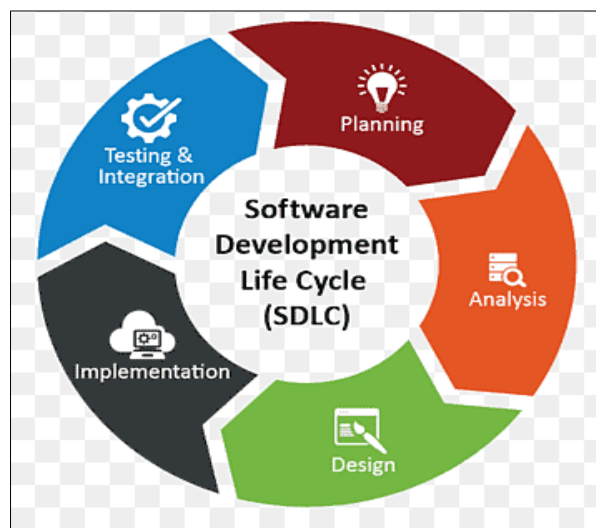 Planning
Testing &
Integration
Software
Development
Life Cycle
(SDLC)
Analysis
Implementation
Design